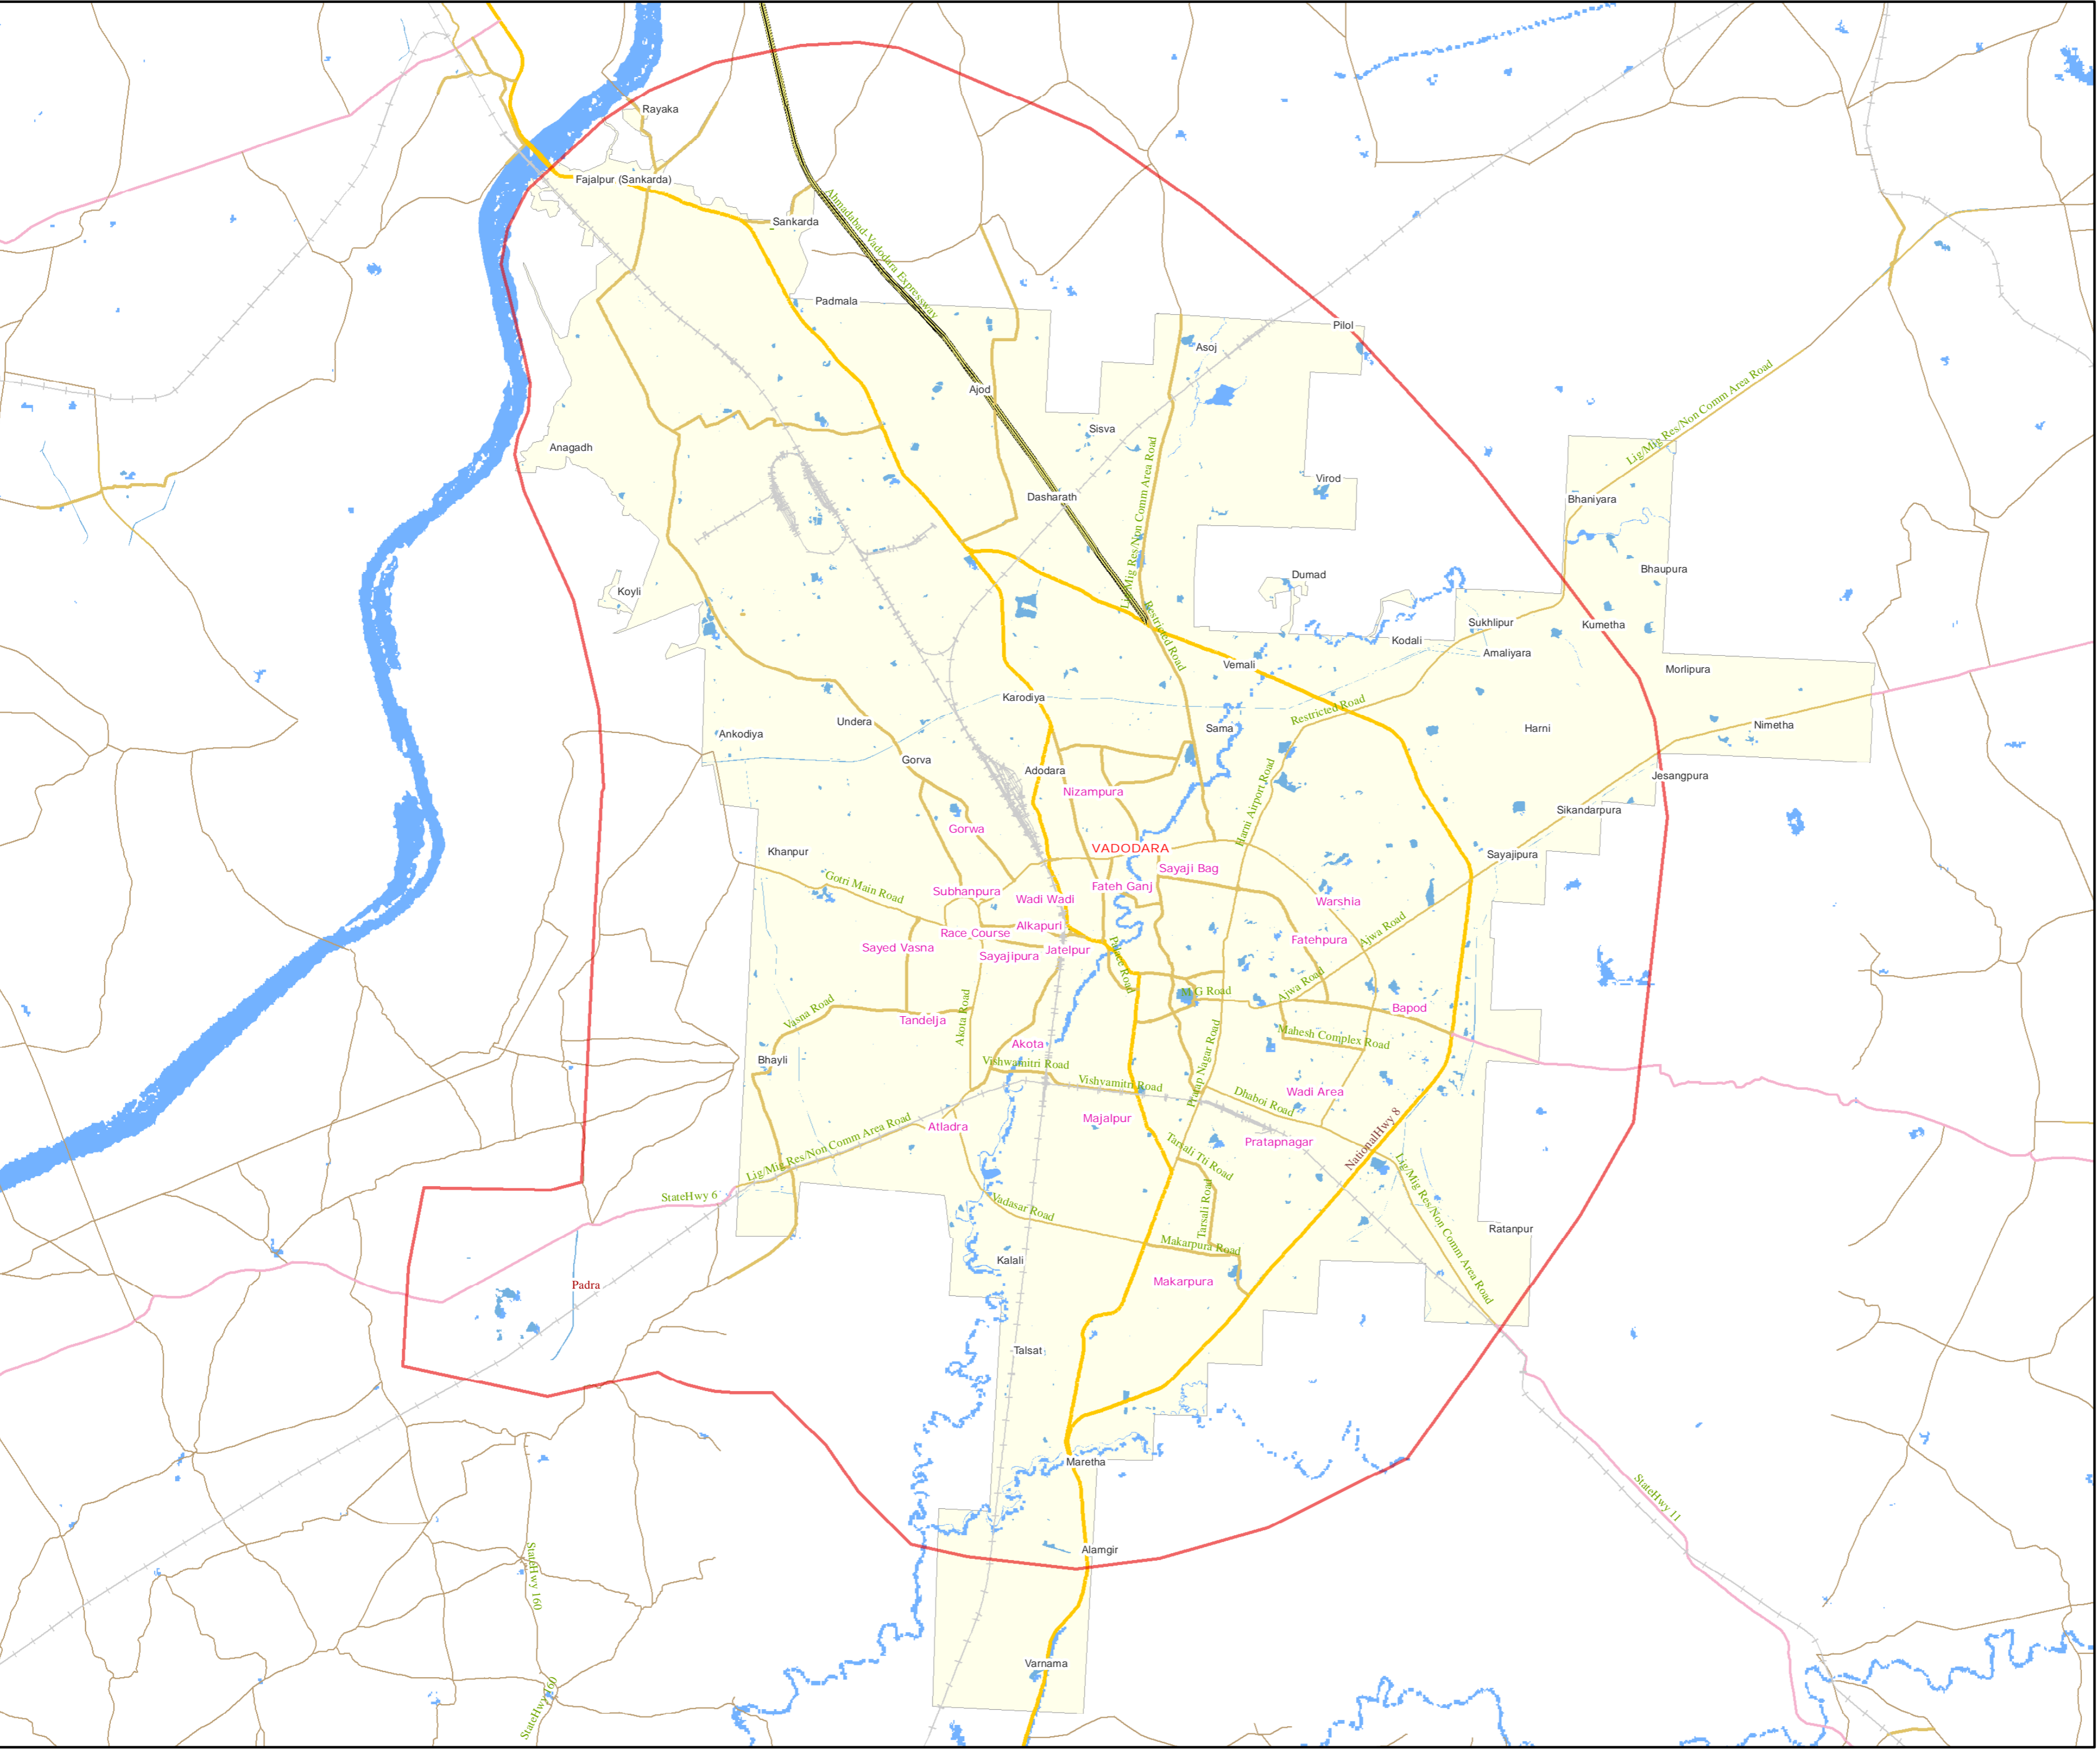 Rayaka
Fajalpur (Sankarda)
Sankarda
Ahmadabad-Vadodara Expressway
Padmala
Pilol
Asoj
Ajod
Lig/Mig Res/Non Comm Area Road
Sisva
Anagadh
Virod
Lig/Mig Res/Non Comm Area Road
Dasharath
Bhaniyara
Bhaupura
Dumad
Koyli
Restricted Road
Sukhlipur
Kumetha
Kodali
Amaliyara
Vemali
Morlipura
Karodiya
Restricted Road
Undera
Sama
Harni
Nimetha
Ankodiya
Gorva
Adodara
Jesangpura
Nizampura
Harni Airport Road
Sikandarpura
Gorwa
VADODARA
Khanpur
Sayajipura
Sayaji Bag
Gotri Main Road
Fateh Ganj
Subhanpura
Wadi Wadi
Warshia
Alkapuri
Race Course
Ajwa Road
Fatehpura
Sayed Vasna
Jatelpur
Sayajipura
Palace Road
Ajwa Road
M G Road
Vasna Road
Bapod
Tandelja
Akota Road
Mahesh Complex Road
Akota
Bhayli
Vishwamitri Road
Pratap Nagar Road
Vishvamitri Road
Wadi Area
Dhaboi Road
Majalpur
Atladra
NationalHwy 8
Pratapnagar
Lig/Mig Res/Non Comm Area Road
Tarsali Tti Road
StateHwy 6
Lig/Mig Res/Non Comm Area Road
Vadasar Road
Tarsali Road
Ratanpur
Makarpura Road
Kalali
Padra
Makarpura
Talsat
Maretha
StateHwy 11
Alamgir
StateHwy 160
Varnama
StateHwy 160